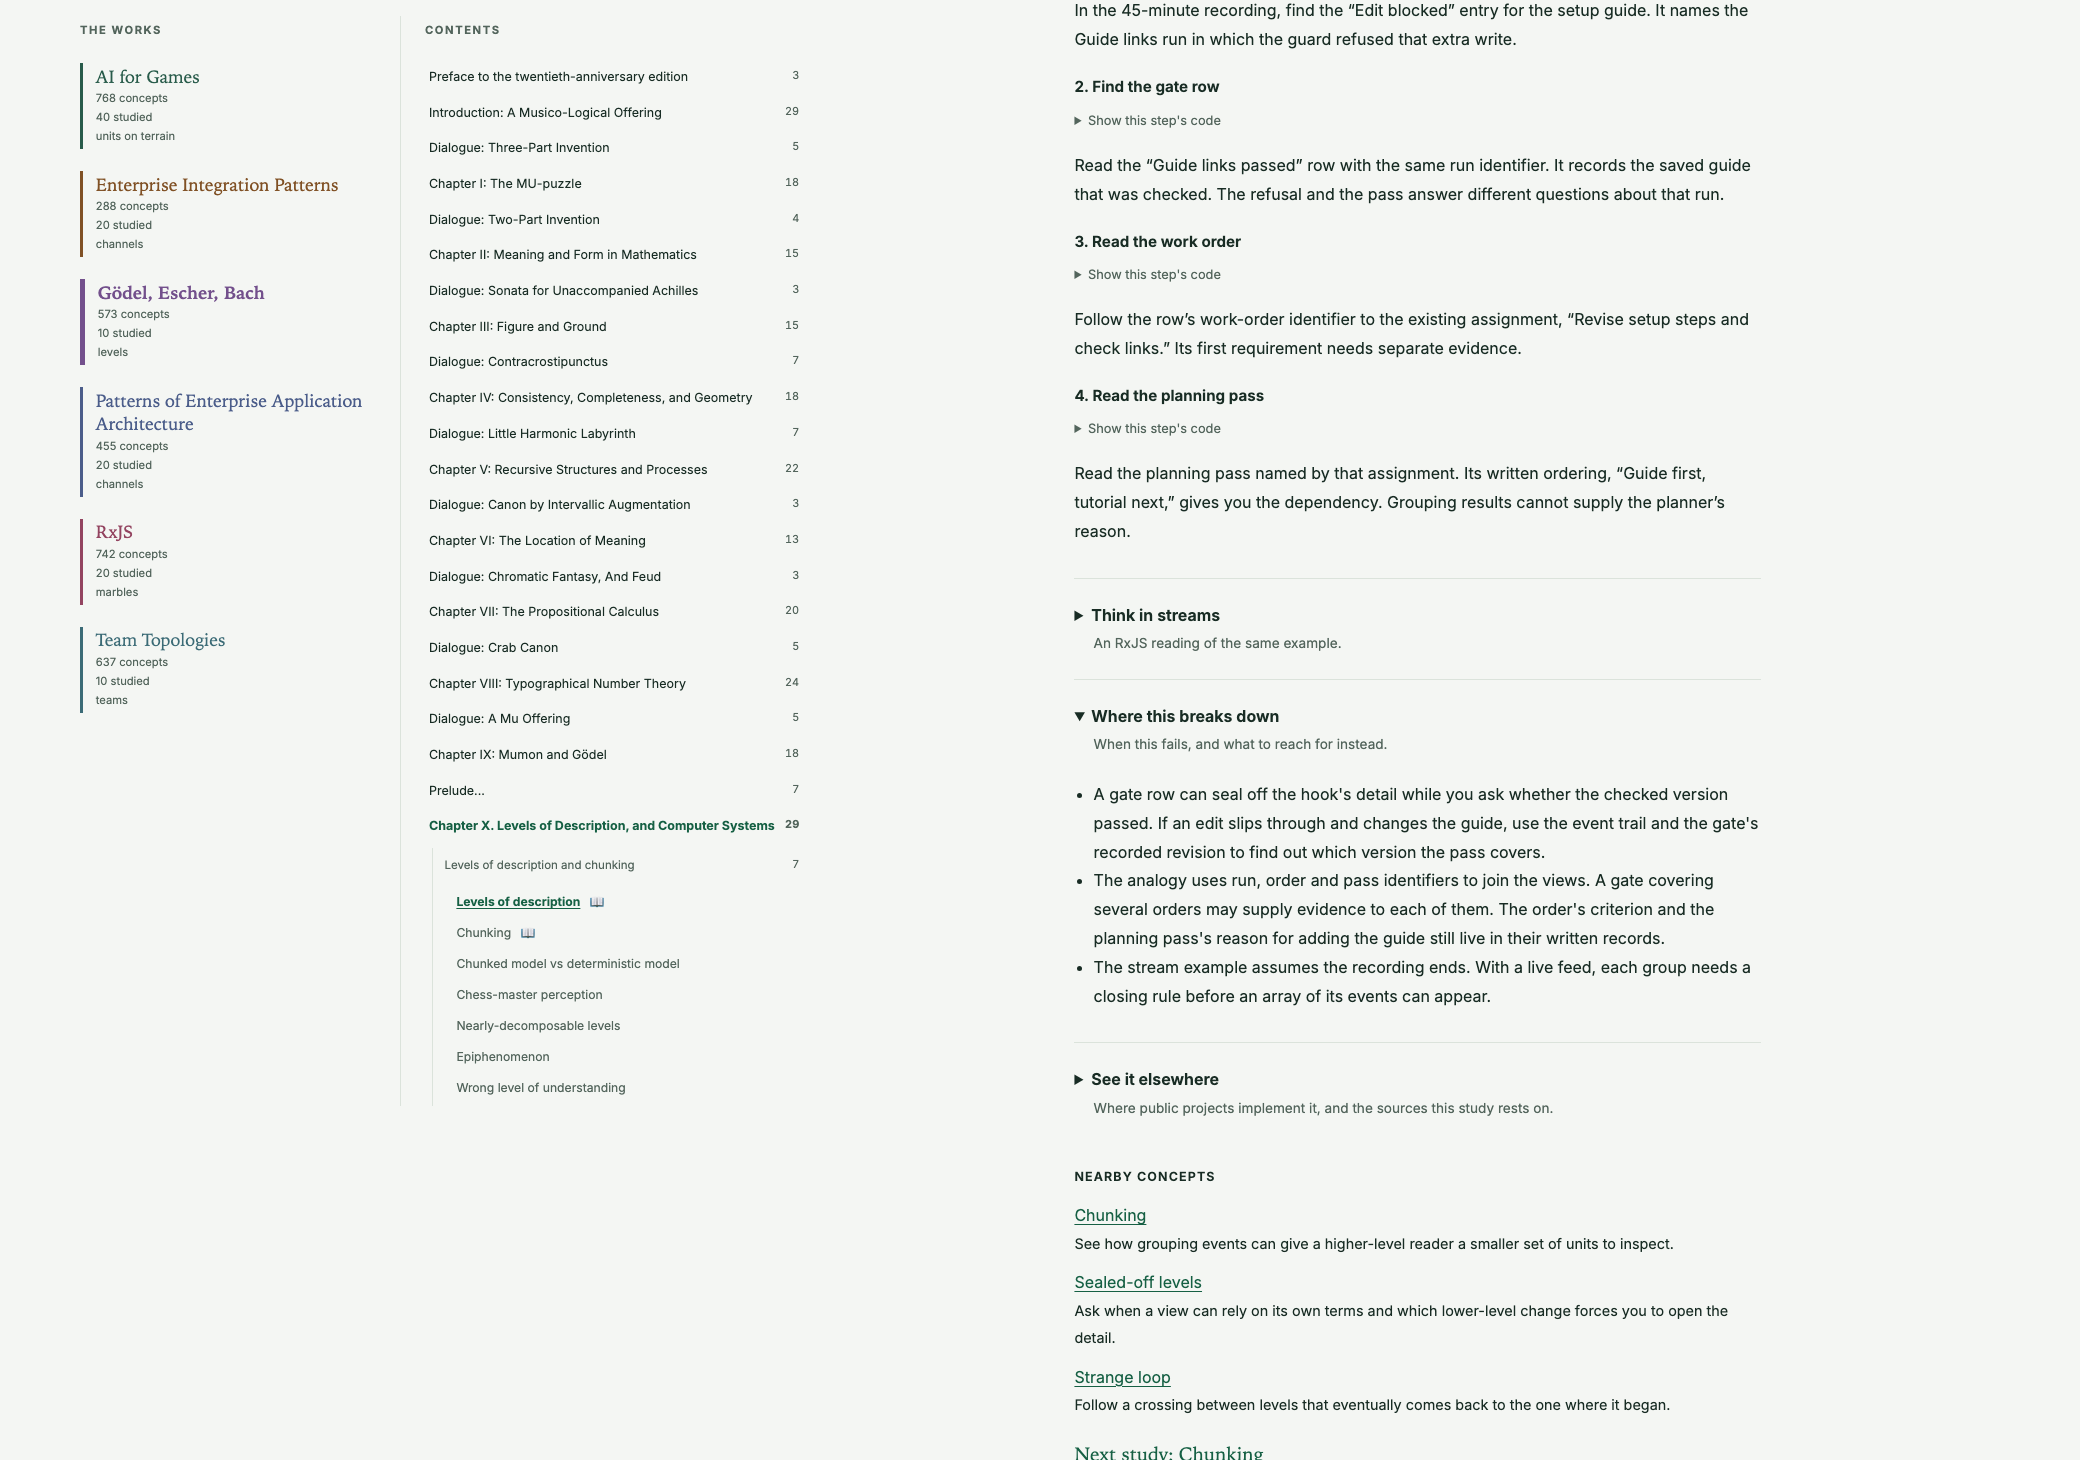 THE WORKS
AI for Games
768 concepts
40 studied
units on terrain
Enterprise Integration Patterns
288 concepts
20 studied
channels
Gödel, Escher, Bach
573 concepts
10 studied
levels
Patterns of Enterprise Application
Architecture
455 concepts
20 studied
channels
RxJS
742 concepts
20 studied
marbles
Team Topologies
637 concepts
10 studied
teams
CONTENTS
Preface to the twentieth-anniversary edition 3
Introduction: A Musico-Logical Offering 29
Dialogue: Three-Part Invention 5
Chapter I: The MU-puzzle 18
Dialogue: Two-Part Invention 4
Chapter II: Meaning and Form in Mathematics 15
Dialogue: Sonata for Unaccompanied Achilles 3
Chapter III: Figure and Ground 15
Dialogue: Contracrostipunctus 7
Chapter IV: Consistency, Completeness, and Geometry 18
Dialogue: Little Harmonic Labyrinth 7
Chapter V: Recursive Structures and Processes 22
Dialogue: Canon by Intervallic Augmentation 3
Chapter VI: The Location of Meaning 13
Dialogue: Chromatic Fantasy, And Feud 3
Chapter VII: The Propositional Calculus 20
Dialogue: Crab Canon 5
Chapter VIII: Typographical Number Theory 24
Dialogue: A Mu Offering 5
Chapter IX: Mumon and Gödel 18
Prelude... 7
Chapter X. Levels of Description, and Computer Systems 29
Levels of description and chunking 7
Levels of description
Chunking
Chunked model vs deterministic model
Chess-master perception
Nearly-decomposable levels
Epiphenomenon
Wrong level of understanding
In the 45-minute recording, find the “Edit blocked” entry for the setup guide. It names the
Guide links run in which the guard refused that extra write.
2. Find the gate row
Show this step's code
Read the “Guide links passed” row with the same run identifier. It records the saved guide
that was checked. The refusal and the pass answer different questions about that run.
3. Read the work order
Show this step's code
Follow the row’s work-order identifier to the existing assignment, “Revise setup steps and
check links.” Its first requirement needs separate evidence.
4. Read the planning pass
Show this step's code
Read the planning pass named by that assignment. Its written ordering, “Guide first,
tutorial next,” gives you the dependency. Grouping results cannot supply the planner’s
reason.
Think in streams
An RxJS reading of the same example.
Where this breaks down
When this fails, and what to reach for instead.
• A gate row can seal off the hook's detail while you ask whether the checked version
passed. If an edit slips through and changes the guide, use the event trail and the gate's
recorded revision to find out which version the pass covers.
• The analogy uses run, order and pass identifiers to join the views. A gate covering
several orders may supply evidence to each of them. The order's criterion and the
planning pass's reason for adding the guide still live in their written records.
• The stream example assumes the recording ends. With a live feed, each group needs a
closing rule before an array of its events can appear.
See it elsewhere
Where public projects implement it, and the sources this study rests on.
NEARBY CONCEPTS
Chunking
See how grouping events can give a higher-level reader a smaller set of units to inspect.
Sealed-off levels
Ask when a view can rely on its own terms and which lower-level change forces you to open the
detail.
Strange loop
Follow a crossing between levels that eventually comes back to the one where it began.
Next study: Chunking